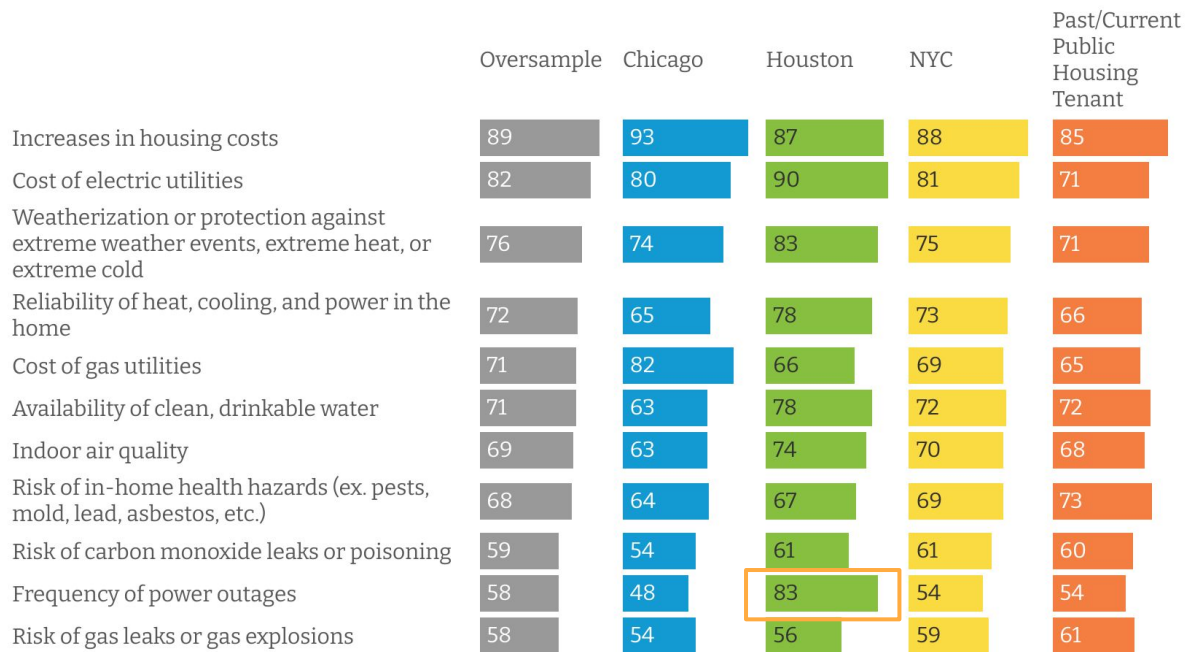 Oversample Chicago Houston NYC Past/Current
Public
Housing
Tenant
Increases in housing costs 89 93 87 88 85
Cost of electric utilities 82 80 90 81 71
Weatherization or protection against
extreme weather events, extreme heat, or
extreme cold 76 74 83 75 71
Reliability of heat, cooling, and power in the
home 72 65 78 73 66
Cost of gas utilities 71 82 66 69 65
Availability of clean, drinkable water 71 63 78 72 72
Indoor air quality 69 63 74 70 68
Risk of in-home health hazards (ex. pests,
mold, lead, asbestos, etc.) 68 64 67 69 73
Risk of carbon monoxide leaks or poisoning 59 54 61 61 60
Frequency of power outages 58 48 83 54 54
Risk of gas leaks or gas explosions 58 54 56 59 61